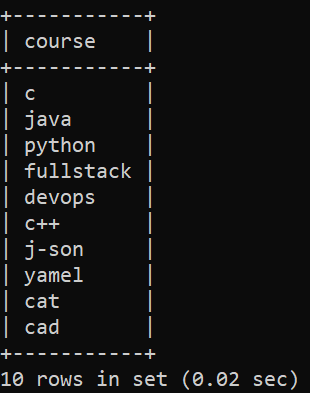 +-----------+
| course    |
+-----------+
| c         |
| java      |
| python    |
| fullstack |
| devops    |
| c++       |
| j-son     |
| yamel     |
| cat       |
| cad       |
+-----------+
10 rows in set (0.02 sec)